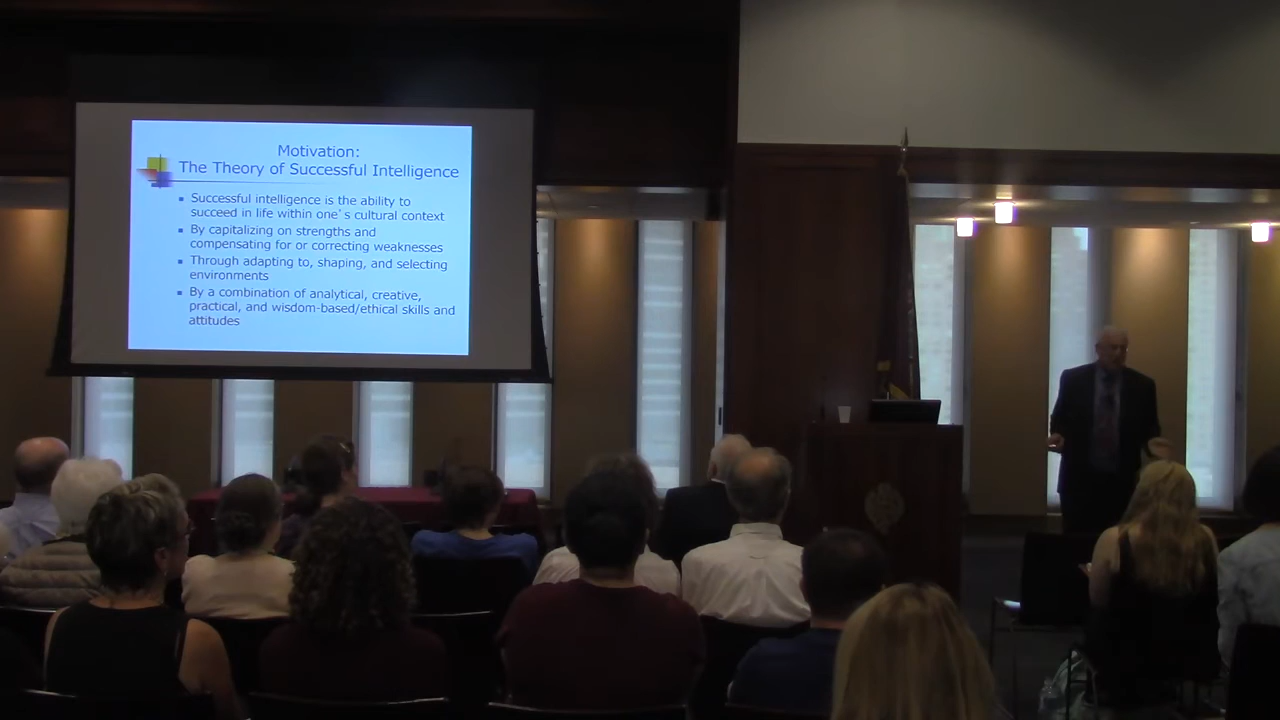 Motivation:
The Theory of Successful Intelligence
Successful intelligence is the ability to
succeed in life within one's cultural context
By capitalizing on strengths and
compensating for or correcting weaknesses
Through adapting to, shaping, and selecting
environments
By a combination of analytical, creative,
practical, and wisdom-based/ethical skills and
attitudes